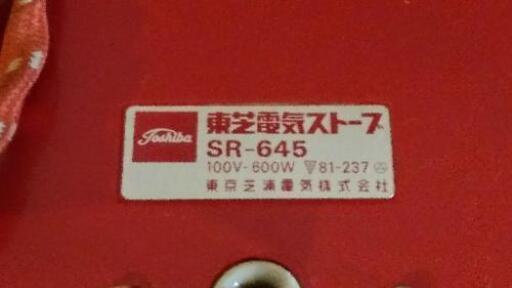 Toshiba
東芝電気ストーブ
SR-645
100V-600W ▽81-237
東京芝浦電気株式会社